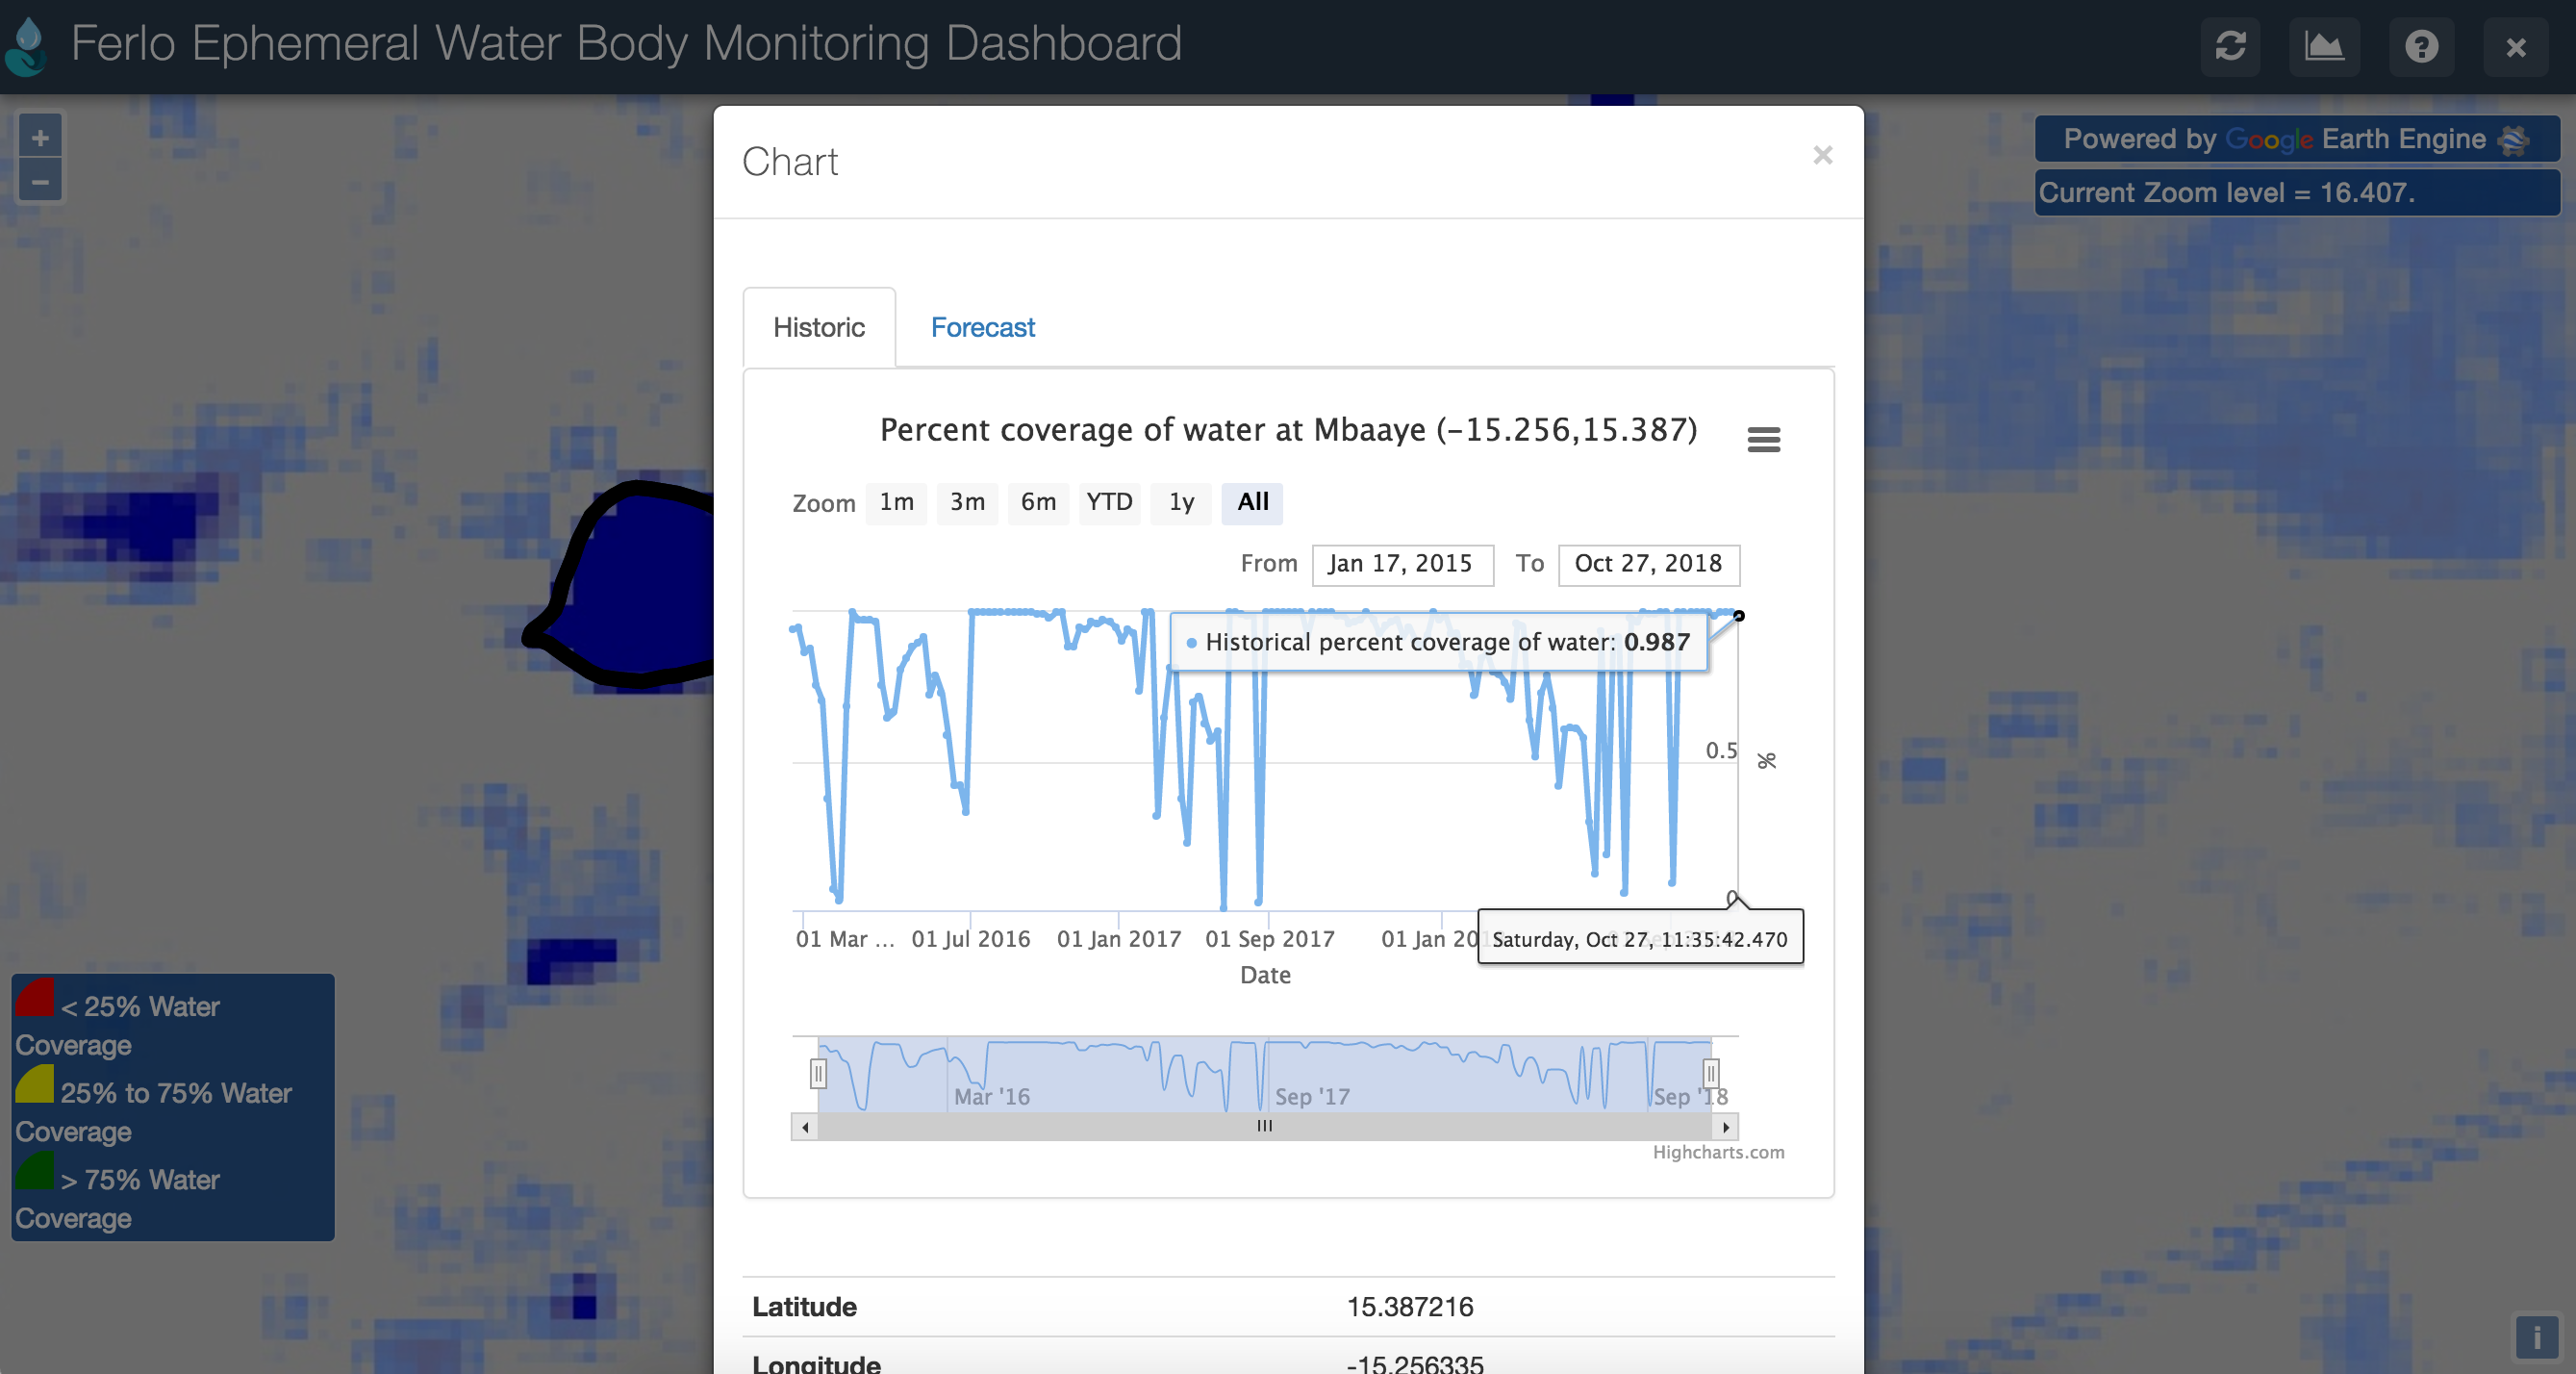 Ferlo Ephemeral Water Body Monitoring Dashboard
+
−
Powered by Google Earth Engine
Current Zoom level = 16.407.
Chart
×
Historic
Forecast
Percent coverage of water at Mbaaye (-15.256,15.387)
Zoom 1m 3m 6m YTD 1y All
From Jan 17, 2015 To Oct 27, 2018
Historical percent coverage of water: 0.987
0.5
%
0
01 Mar ... 01 Jul 2016 01 Jan 2017 01 Sep 2017 01 Jan 201
Saturday, Oct 27, 11:35:42.470
Date
Mar '16 Sep '17 Sep '18
Highcharts.com
< 25% Water
Coverage
25% to 75% Water
Coverage
> 75% Water
Coverage
Latitude 15.387216
Longitude -15.256335
i